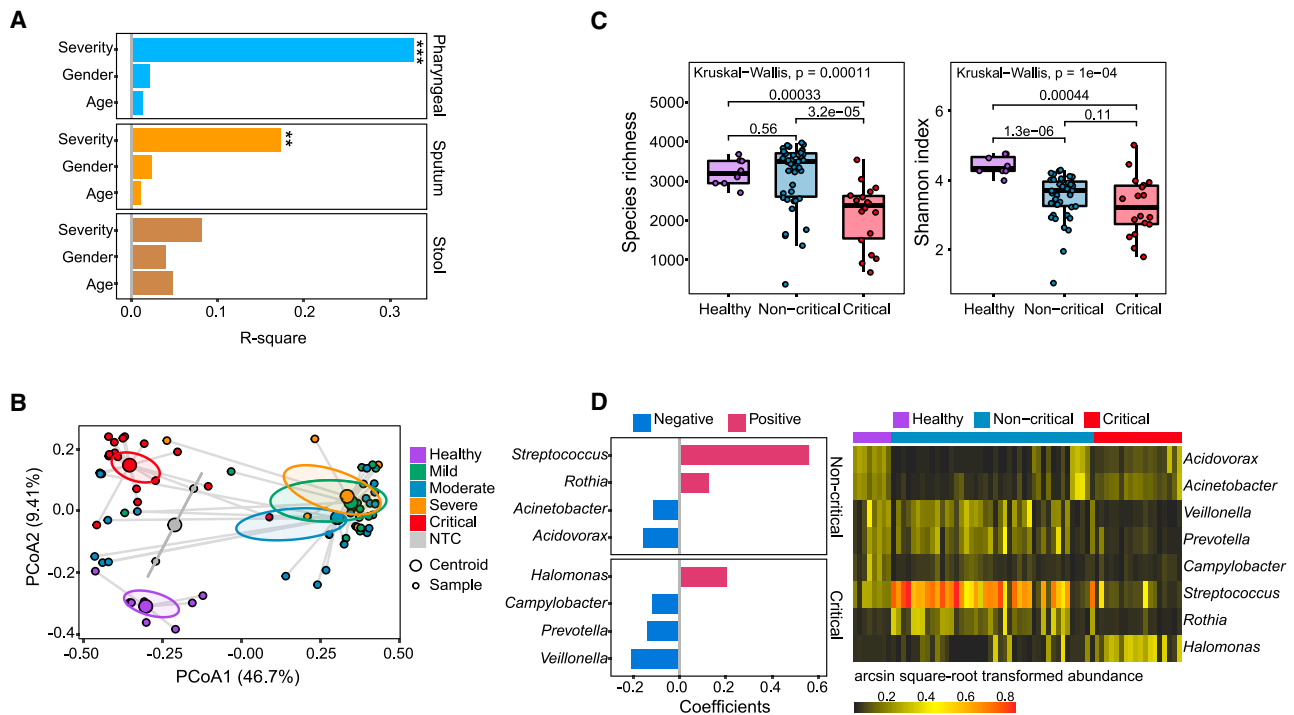 A
Severity
Gender
Age
***
Pharyngeal
Severity
Gender
Age
**
Sputum
Severity
Gender
Age
Stool
0.0 0.1 0.2 0.3
R-square
B
0.2
0.0
-0.2
-0.4
PCoA2 (9.41%)
-0.50 -0.25 0.00 0.25 0.50
PCoA1 (46.7%)
Healthy
Mild
Moderate
Severe
Critical
NTC
Centroid
Sample
C
Kruskal-Wallis, p = 0.00011
0.00033
3.2e-05
0.56
5000
4000
3000
2000
1000
Species richness
Healthy Non-critical Critical
Kruskal-Wallis, p = 1e-04
0.00044
0.11
1.3e-06
6
4
2
Shannon index
Healthy Non-critical Critical
D
Negative Positive
Streptococcus
Rothia
Acinetobacter
Acidovorax
Non-critical
Halomonas
Campylobacter
Prevotella
Veillonella
Critical
-0.2 0.0 0.2 0.4 0.6
Coefficients
Healthy Non-critical Critical
Acidovorax
Acinetobacter
Veillonella
Prevotella
Campylobacter
Streptococcus
Rothia
Halomonas
arcsin square-root transformed abundance
0.2 0.4 0.6 0.8